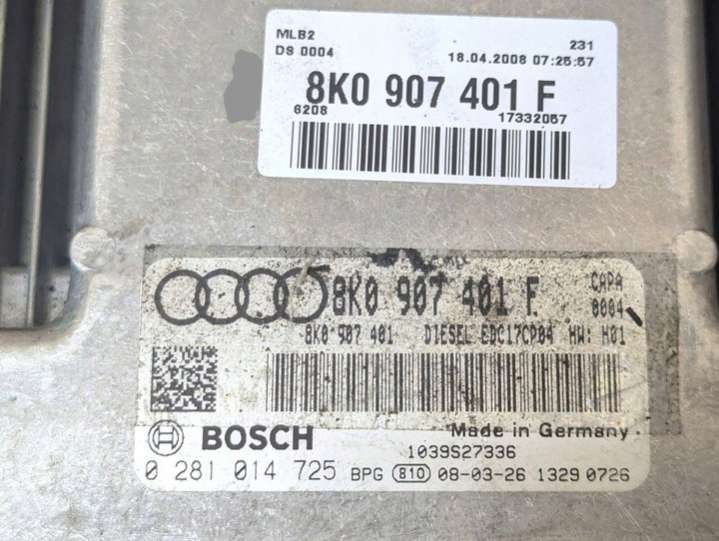 MLB2 231
DS 0004 18.04.2008 07:25:57
8K0 907 401 F
6208 17332057
8K0 907 401 F CAPA
0004
8K0 907 401 DIESEL EDC17CP04 HW: H01
BOSCH Made in Germany
1039S27336
0 281 014 725 BPG 810 08-03-26 1329 0726